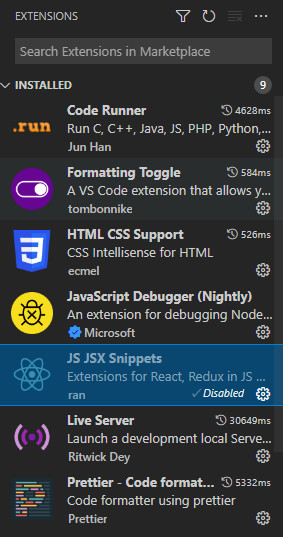 EXTENSIONS
Search Extensions in Marketplace
INSTALLED 9
Code Runner 4628ms
Run C, C++, Java, JS, PHP, Python,...
Jun Han
.run
Formatting Toggle 584ms
A VS Code extension that allows y...
tombonnike
HTML CSS Support 526ms
CSS Intellisense for HTML
ecmel
JavaScript Debugger (Nightly)
An extension for debugging Node...
Microsoft
JS JSX Snippets
Extensions for React, Redux in JS ...
ran Disabled
Live Server 30649ms
Launch a development local Serve...
Ritwick Dey
Prettier - Code format... 5332ms
Code formatter using prettier
Prettier